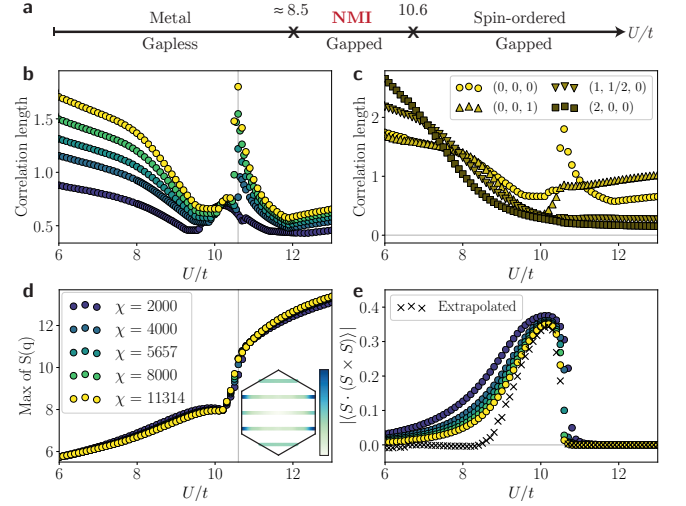 a
Metal ≈ 8.5 NMI 10.6 Spin-ordered
Gapless Gapped Gapped U/t
b
Correlation length
1.5
1.0
0.5
6 8 10 12
U/t
c
Correlation length
2
1
0
(0, 0, 0) (1, 1/2, 0)
(0, 0, 1) (2, 0, 0)
6 8 10 12
U/t
d
Max of S(q)
12
10
8
6
χ = 2000
χ = 4000
χ = 5657
χ = 8000
χ = 11314
6 8 10 12
U/t
e
|⟨S · (S × S)⟩|
0.4
0.3
0.2
0.1
0.0
Extrapolated
6 8 10 12
U/t